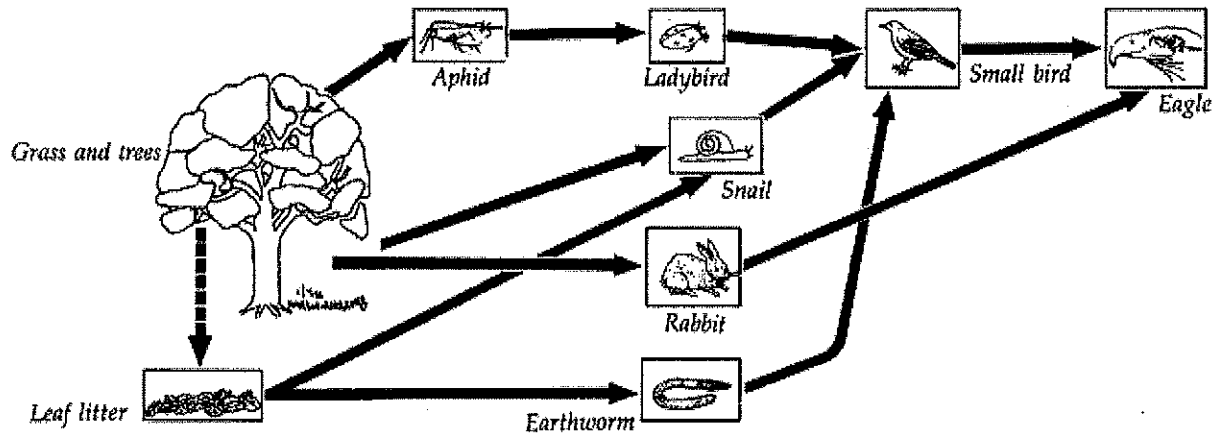 Aphid
Ladybird
Small bird
Eagle
Grass and trees
Snail
Rabbit
Leaf litter
Earthworm